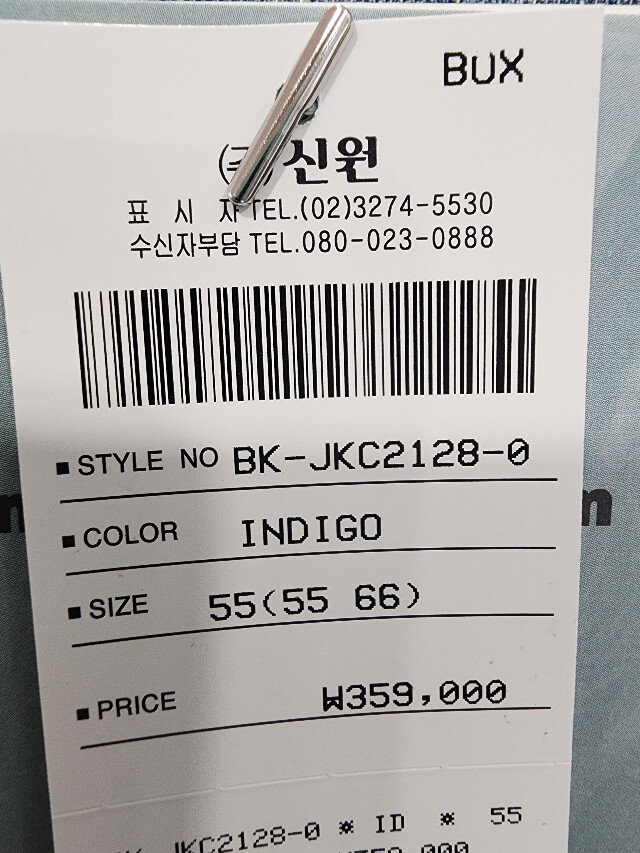 BUX
(주)신원
표 시 자 TEL.(02)3274-5530
수신자부담 TEL.080-023-0888
■ STYLE NO BK-JKC2128-0
■ COLOR INDIGO
■ SIZE 55(55 66)
■ PRICE ₩359,000
JKC2128-0 * ID * 55